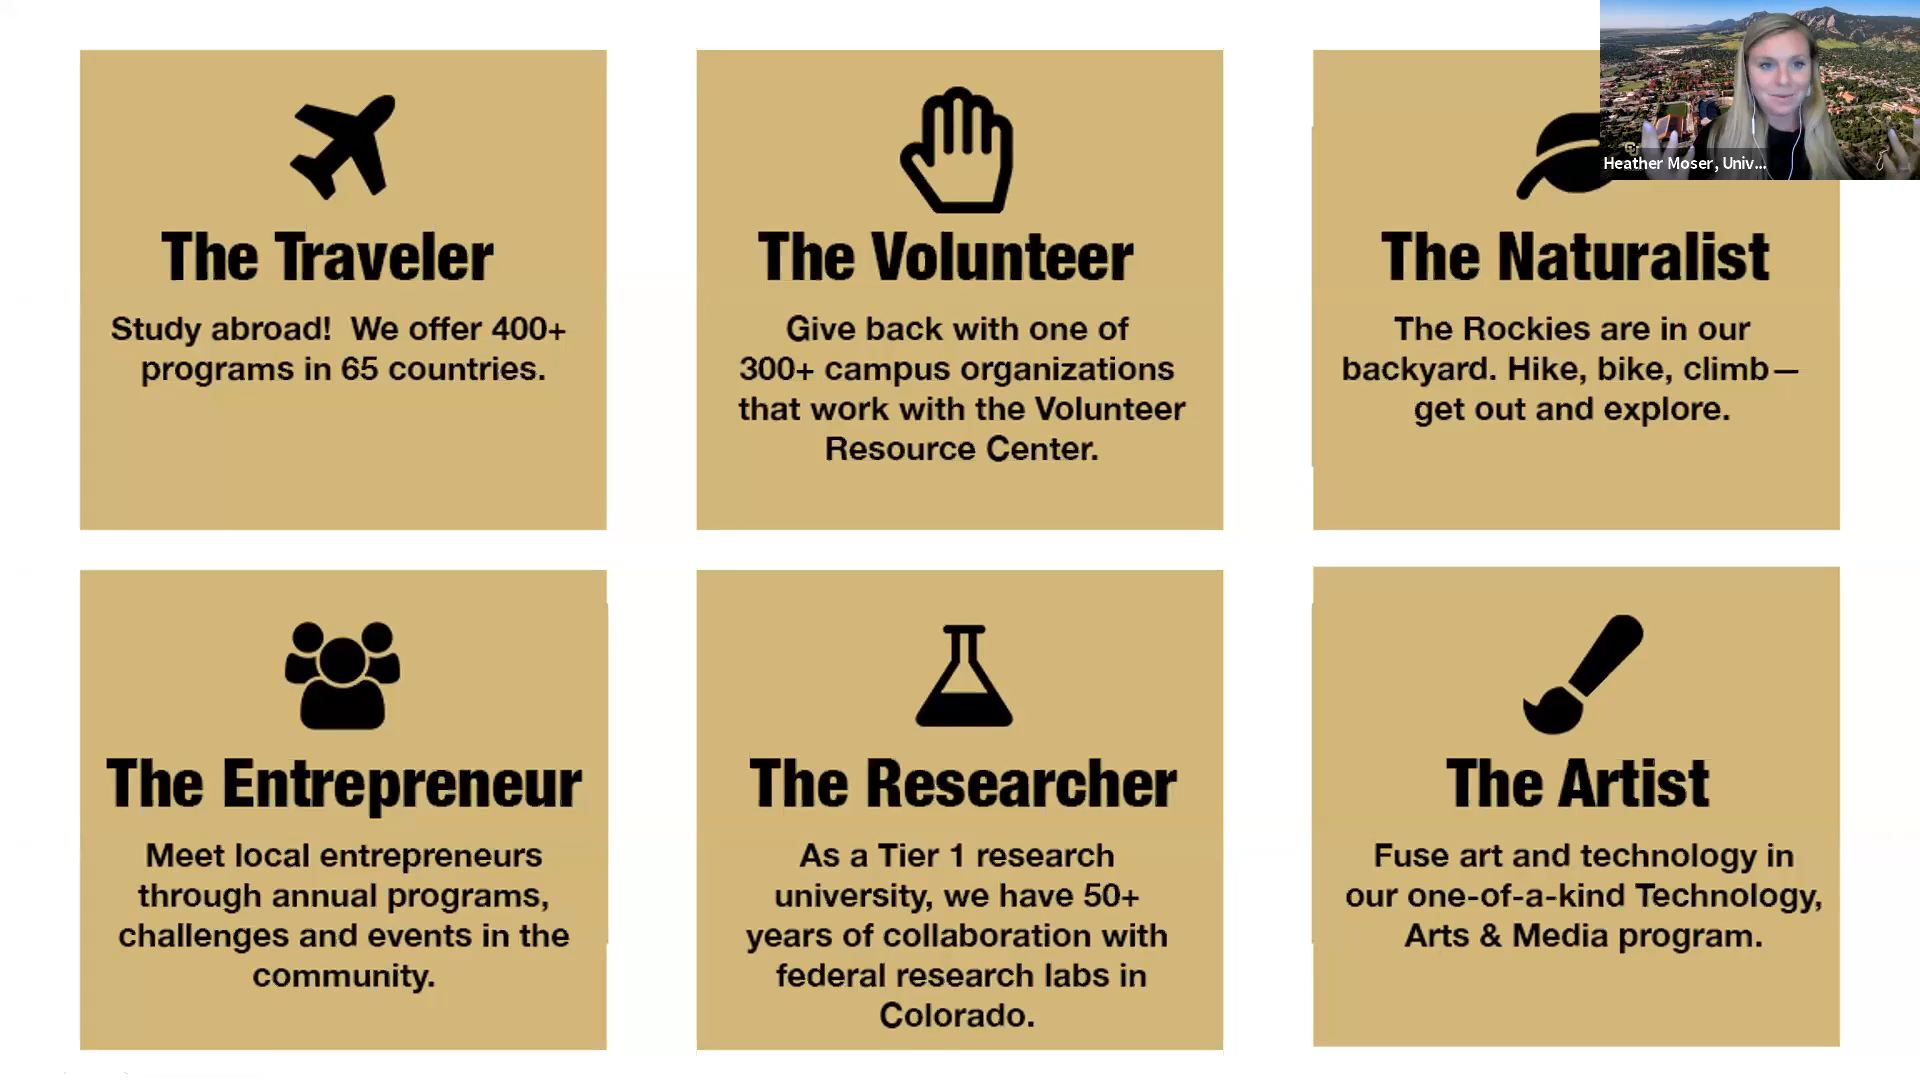 Heather Moser, Univ...
The Traveler
Study abroad! We offer 400+
programs in 65 countries.
The Volunteer
Give back with one of
300+ campus organizations
that work with the Volunteer
Resource Center.
The Naturalist
The Rockies are in our
backyard. Hike, bike, climb—
get out and explore.
The Entrepreneur
Meet local entrepreneurs
through annual programs,
challenges and events in the
community.
The Researcher
As a Tier 1 research
university, we have 50+
years of collaboration with
federal research labs in
Colorado.
The Artist
Fuse art and technology in
our one-of-a-kind Technology,
Arts & Media program.